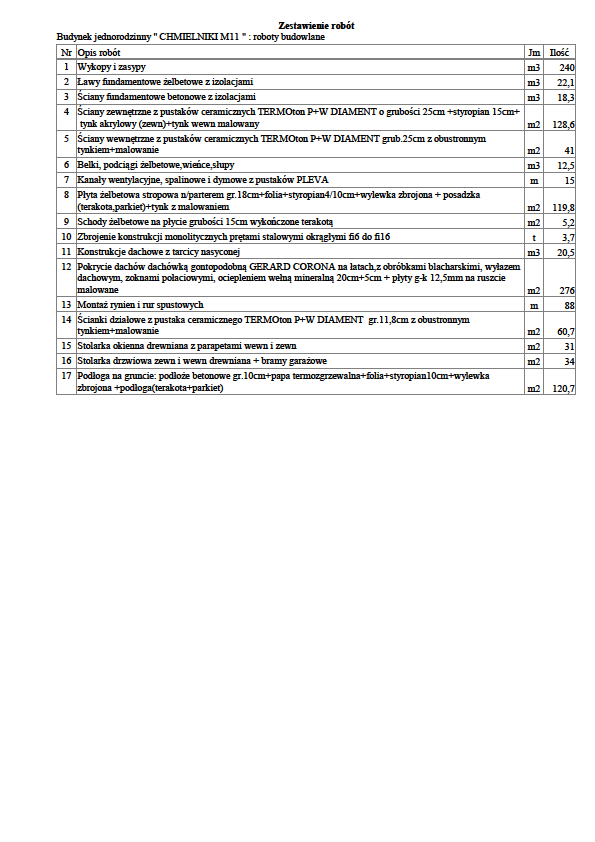 Zestawienie robót
Budynek jednorodzinny " CHMIELNIKI M11 " : roboty budowlane
Nr Opis robót Jm Ilość
1 Wykopy i zasypy m3 240
2 Ławy fundamentowe żelbetowe z izolacjami m3 22,1
3 Ściany fundamentowe betonowe z izolacjami m3 18,3
4 Ściany zewnętrzne z pustaków ceramicznych TERMOton P+W DIAMENT o grubości 25cm +styropian 15cm+
tynk akrylowy (zewn)+tynk wewn malowany m2 128,6
5 Ściany wewnętrzne z pustaków ceramicznych TERMOton P+W DIAMENT grub.25cm z obustronnym
tynkiem+malowanie m2 41
6 Belki, podciągi żelbetowe,wieńce,słupy m3 12,5
7 Kanały wentylacyjne, spalinowe i dymowe z pustaków PLEVA m 15
8 Płyta żelbetowa stropowa n/parterem gr.18cm+folia+styropian4/10cm+wylewka zbrojona + posadzka
(terakota,parkiet)+tynk z malowaniem m2 119,8
9 Schody żelbetowe na płycie grubości 15cm wykończone terakotą m2 5,2
10 Zbrojenie konstrukcji monolitycznych prętami stalowymi okrągłymi fi6 do fi16 t 3,7
11 Konstrukcje dachowe z tarcicy nasyconej m3 20,5
12 Pokrycie dachów dachówką gontopodobną GERARD CORONA na łatach,z obróbkami blacharskimi, wyłazem
dachowym, zoknami połaciowymi, ociepleniem wełną mineralną 20cm+5cm + płyty g-k 12,5mm na ruszcie
malowane m2 276
13 Montaż rynien i rur spustowych m 88
14 Ścianki działowe z pustaka ceramicznego TERMOton P+W DIAMENT gr.11,8cm z obustronnym
tynkiem+malowanie m2 60,7
15 Stolarka okienna drewniana z parapetami wewn i zewn m2 31
16 Stolarka drzwiowa zewn i wewn drewniana + bramy garażowe m2 34
17 Podłoga na gruncie: podłoże betonowe gr.10cm+papa termozgrzewalna+folia+styropian10cm+wylewka
zbrojona +podłoga(terakota+parkiet) m2 120,7